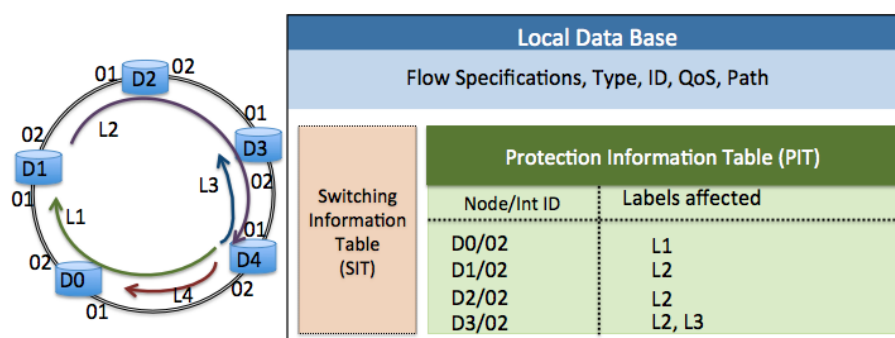 Local Data Base
Flow Specifications, Type, ID, QoS, Path
Switching
Information
Table
(SIT)
Protection Information Table (PIT)
Node/Int ID Labels affected
D0/02 L1
D1/02 L2
D2/02 L2
D3/02 L2, L3
01 D2 02
L2
01
D3
02
02
D1
01
L3
L1
01
D4
02
02
D0
01
L4